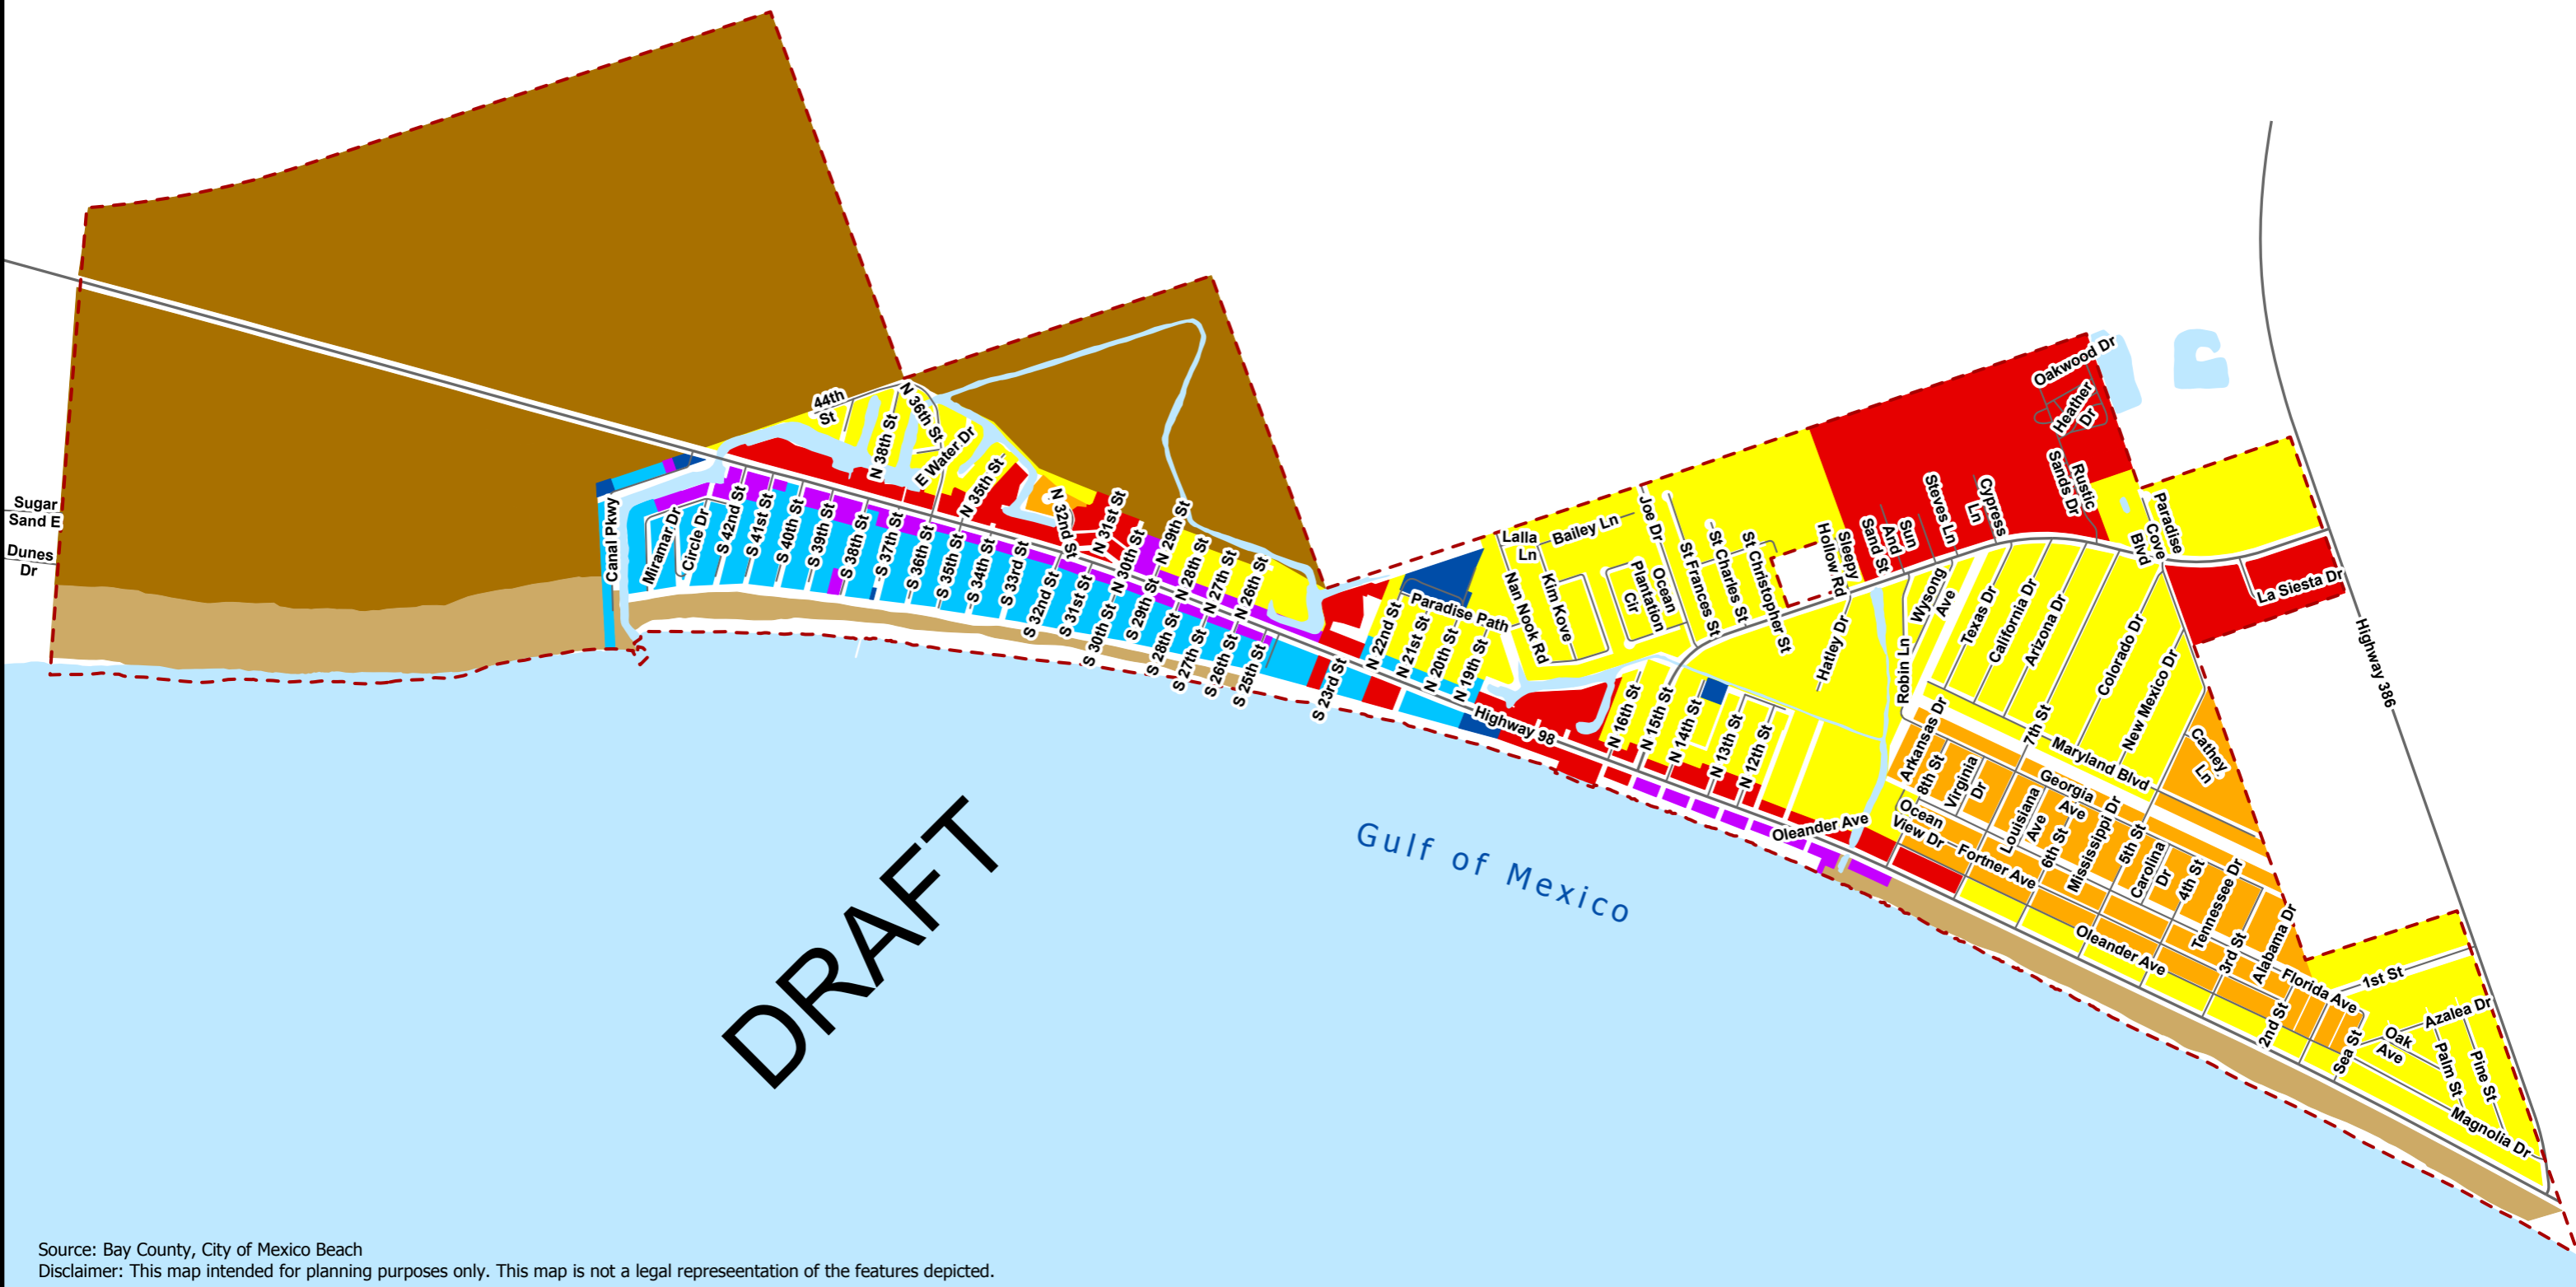 Sugar
Sand E
Dunes
Dr
44th
St
N 38th St
N 36th St
E Water Dr
N 35th St
N 32nd St
N 31st St
N 30th St
N 29th St
N 28th St
N 27th St
N 26th St
Canal Pkwy
Miramar Dr
Circle Dr
S 42nd St
S 41st St
S 40th St
S 39th St
S 38th St
S 37th St
S 36th St
S 35th St
S 34th St
S 33rd St
S 32nd St
S 31st St
S 30th St
S 29th St
S 28th St
S 27th St
S 26th St
S 25th St
S 23rd St
N 22nd St
N 21st St
N 20th St
N 19th St
Paradise Path
Highway 98
Lalla
Ln
Bailey Ln
Nan Nook Rd
Kim Kove
Joe Dr
Ocean
Plantation
Cir
St Frances St
St Charles St
St Christopher St
Sleepy
Hollow Rd
Sun
And
Sand St
Steves Ln
Cypress
Ln
Rustic
Sands Dr
Heather
Dr
Oakwood Dr
Paradise
Cove
Blvd
La Siesta Dr
Highway 386
N 16th St
N 15th St
N 14th St
N 13th St
N 12th St
Hatley Dr
Robin Ln
Wysong
Ave
Texas Dr
California Dr
Arizona Dr
Colorado Dr
New Mexico Dr
7th St
Maryland Blvd
Cathey
Ln
Arkansas Dr
8th St
Virginia
Dr
Georgia
Ave
Louisiana
Ave
6th St
Mississippi Dr
5th St
Carolina
Dr
4th St
Tennessee Dr
3rd St
Alabama Dr
Ocean
View Dr
Fortner Ave
Oleander Ave
Oleander Ave
Florida Ave
2nd St
1st St
Azalea Dr
Sea St
Oak
Ave
Palm St
Pine St
Magnolia Dr
Gulf of Mexico
DRAFT
Source: Bay County, City of Mexico Beach
Disclaimer: This map intended for planning purposes only. This map is not a legal represeentation of the features depicted.